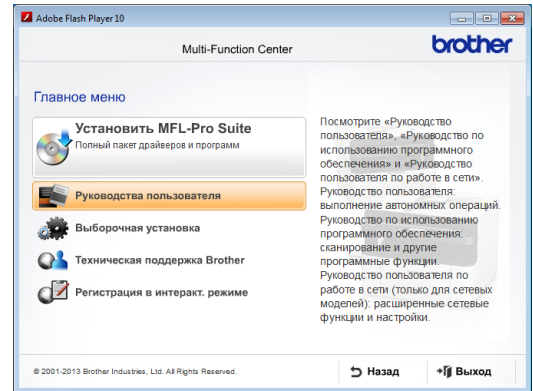 Adobe Flash Player 10
Multi-Function Center
brother
Главное меню
Установить MFL-Pro Suite
Полный пакет драйверов и программ
Руководства пользователя
Выборочная установка
Техническая поддержка Brother
Регистрация в интеракт. режиме
Посмотрите «Руководство
пользователя», «Руководство по
использованию программного
обеспечения» и «Руководство
пользователя по работе в сети».
Руководство пользователя:
выполнение автономных операций.
Руководство по использованию
программного обеспечения:
сканирование и другие
программные функции.
Руководство пользователя по
работе в сети (только для сетевых
моделей): расширенные сетевые
функции и настройки.
© 2001-2013 Brother Industries, Ltd. All Rights Reserved.
Назад
Выход